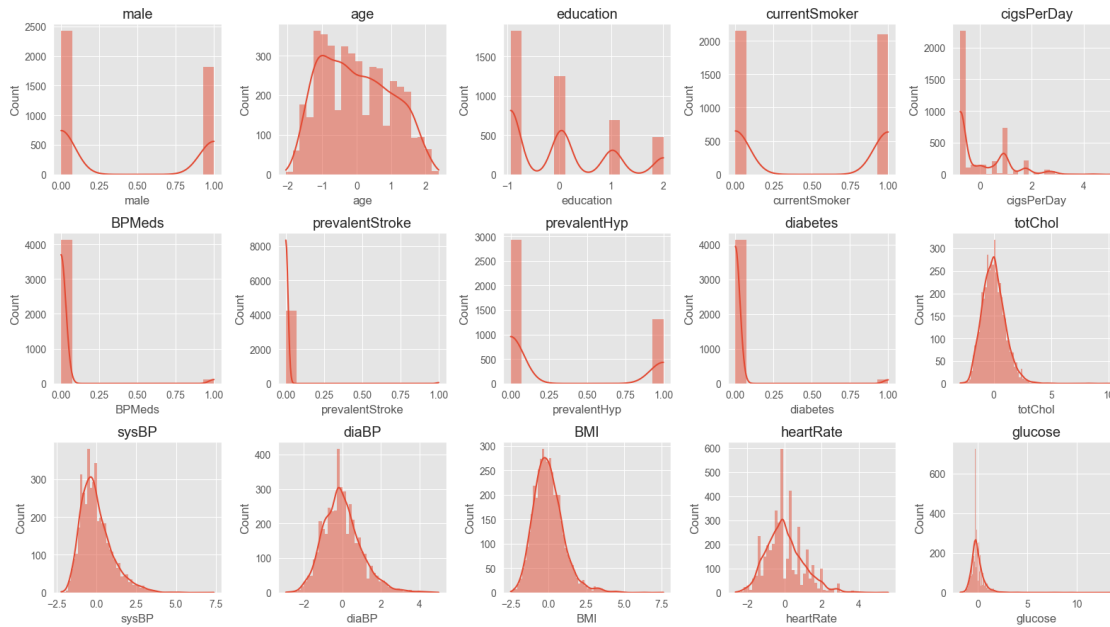 male
age
education
currentSmoker
cigsPerDay
Count
2500
2000
1500
1000
500
0
0.00 0.25 0.50 0.75 1.00
male
Count
300
200
100
0
−2 −1 0 1 2
age
Count
1500
1000
500
0
−1 0 1 2
education
Count
2000
1500
1000
500
0
0.00 0.25 0.50 0.75 1.00
currentSmoker
Count
2000
1500
1000
500
0
0 2 4
cigsPerDay
BPMeds
prevalentStroke
prevalentHyp
diabetes
totChol
Count
4000
3000
2000
1000
0
0.00 0.25 0.50 0.75 1.00
BPMeds
Count
8000
6000
4000
2000
0
0.00 0.25 0.50 0.75 1.00
prevalentStroke
Count
3000
2500
2000
1500
1000
500
0
0.00 0.25 0.50 0.75 1.00
prevalentHyp
Count
4000
3000
2000
1000
0
0.00 0.25 0.50 0.75 1.00
diabetes
Count
300
250
200
150
100
50
0
0 5 10
totChol
sysBP
diaBP
BMI
heartRate
glucose
Count
300
200
100
0
−2.5 0.0 2.5 5.0 7.5
sysBP
Count
400
300
200
100
0
−2 0 2 4
diaBP
Count
300
250
200
150
100
50
0
−2.5 0.0 2.5 5.0 7.5
BMI
Count
600
500
400
300
200
100
0
−2 0 2 4
heartRate
Count
600
400
200
0
0 5 10
glucose